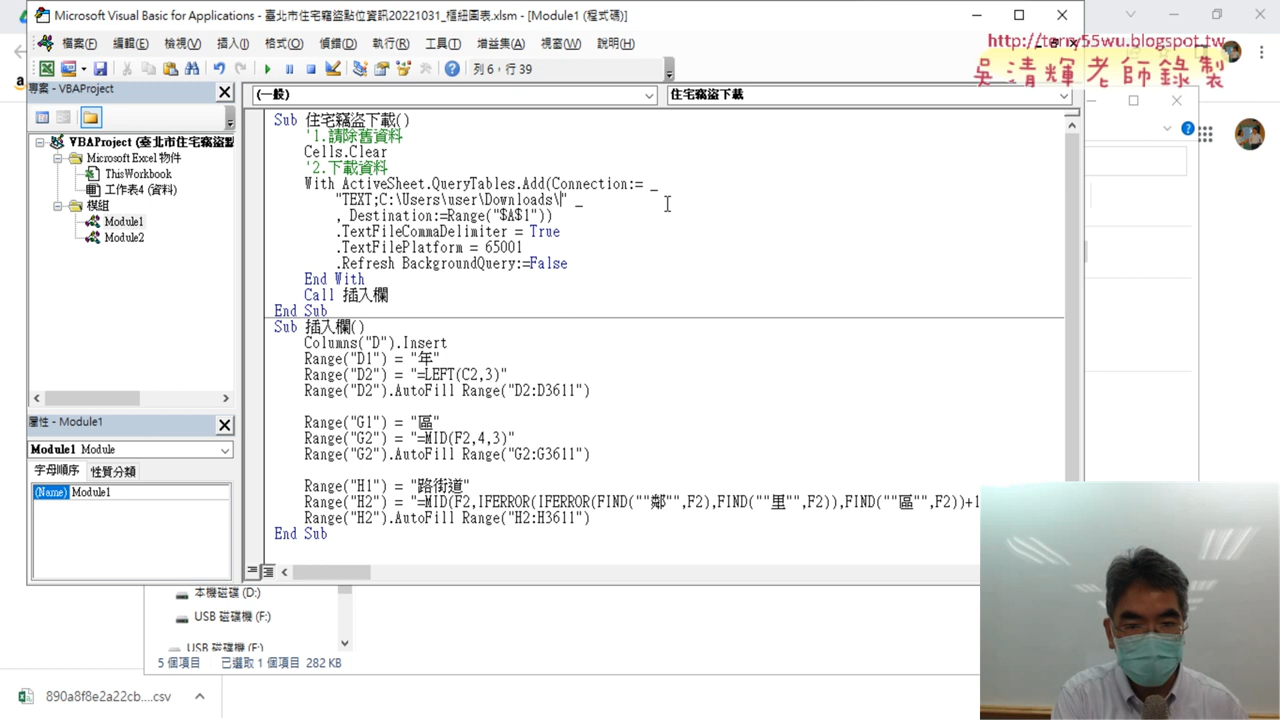 Microsoft Visual Basic for Applications - 臺北市住宅竊盜點位資訊20221031_樞紐圖表.xlsm - [Module1 (程式碼)]
檔案(F) 編輯(E) 檢視(V) 插入(I) 格式(O) 偵錯(D) 執行(R) 工具(T) 增益集(A) 視窗(W) 說明(H)
http://terry55wu.blogspot.tw
吳清輝老師錄製
列 6，行 39
專案 - VBAProject
(一般)
住宅竊盜下載
VBAProject (臺北市住宅竊盜點
Microsoft Excel 物件
ThisWorkbook
工作表4 (資料)
模組
Module1
Module2
Sub 住宅竊盜下載()
'1.請除舊資料
Cells.Clear
'2.下載資料
With ActiveSheet.QueryTables.Add(Connection:= _
"TEXT;C:\Users\user\Downloads\" _
, Destination:=Range("$A$1"))
.TextFileCommaDelimiter = True
.TextFilePlatform = 65001
.Refresh BackgroundQuery:=False
End With
Call 插入欄
End Sub
Sub 插入欄()
Columns("D").Insert
Range("D1") = "年"
Range("D2") = "=LEFT(C2,3)"
Range("D2").AutoFill Range("D2:D3611")
Range("G1") = "區"
Range("G2") = "=MID(F2,4,3)"
Range("G2").AutoFill Range("G2:G3611")
Range("H1") = "路街道"
Range("H2") = "=MID(F2,IFERROR(IFERROR(FIND(""鄰"",F2),FIND(""里"",F2)),FIND(""區"",F2))+1
Range("H2").AutoFill Range("H2:H3611")
End Sub
屬性 - Module1
Module1 Module
字母順序 性質分類
(Name) Module1
本機磁碟 (D:)
USB 磁碟機 (F:)
USB 磁碟機 (F:)
5 個項目 已選取 1 個項目 282 KB
890a8f8e2a22cb....csv